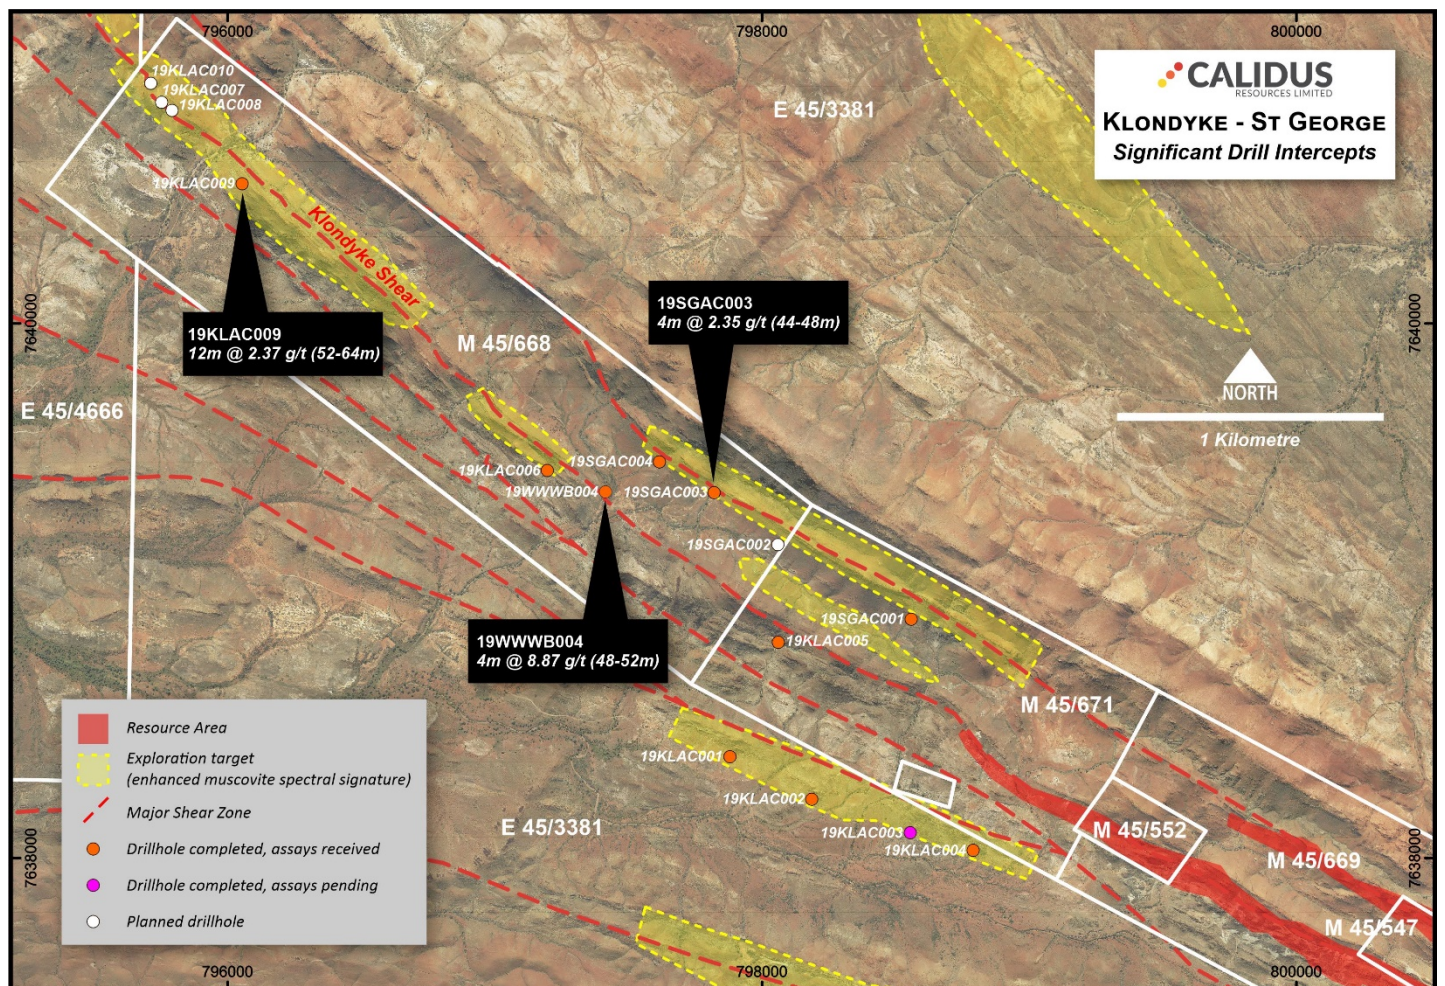 796000
798000
800000
CALIDUS
RESOURCES LIMITED
KLONDYKE - ST GEORGE
Significant Drill Intercepts
E 45/3381
19KLAC010
19KLAC007
19KLAC008
19KLAC009
Klondyke Shear
19KLAC009
12m @ 2.37 g/t (52-64m)
19SGAC003
4m @ 2.35 g/t (44-48m)
7640000
7640000
M 45/668
NORTH
1 Kilometre
E 45/4666
19KLAC006
19SGAC004
19WWWB004
19SGAC003
19SGAC002
19SGAC001
19KLAC005
19WWWB004
4m @ 8.87 g/t (48-52m)
M 45/671
19KLAC001
19KLAC002
19KLAC003
19KLAC004
E 45/3381
M 45/552
M 45/669
M 45/547
7638000
7638000
Resource Area
Exploration target
(enhanced muscovite spectral signature)
Major Shear Zone
Drillhole completed, assays received
Drillhole completed, assays pending
Planned drillhole
796000
798000
800000